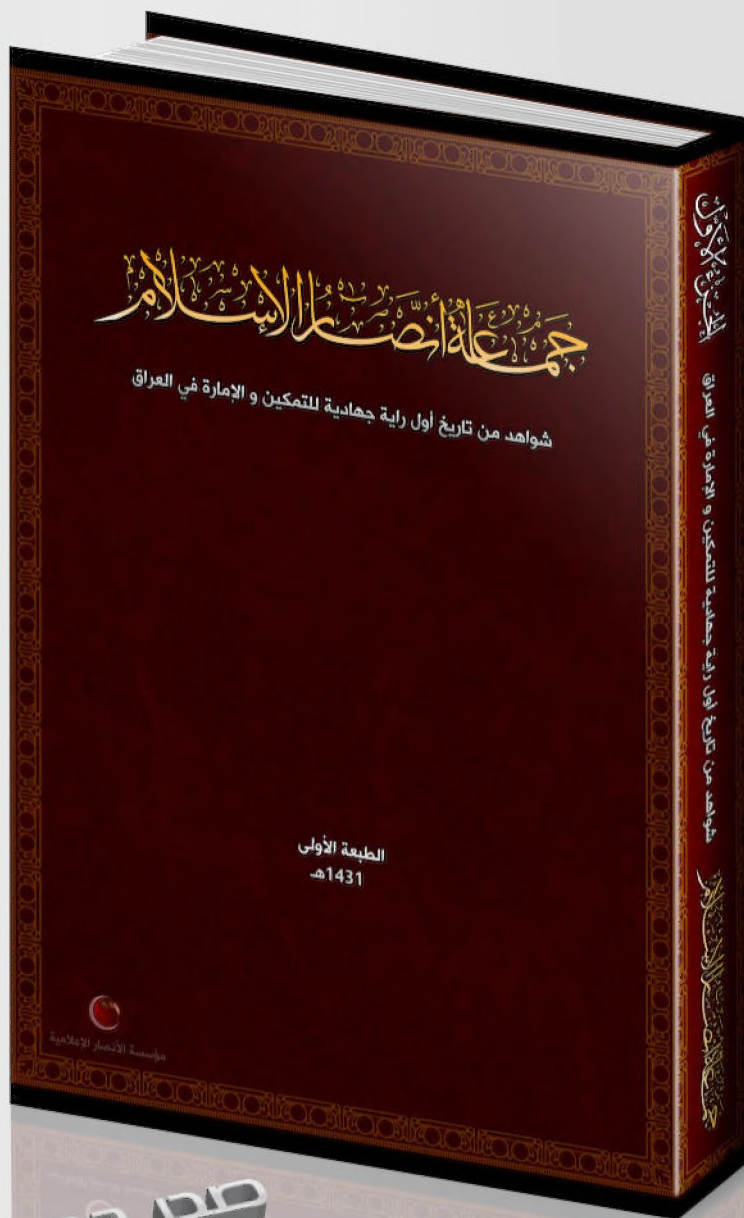 جماعة أنصار الإسلام
شواهد من تاريخ أول راية جهادية للتمكين و الإمارة في العراق
الطبعة الأولى
1431هـ
مؤسسة الأنصار الإعلامية
شواهد من تاريخ أول راية جهادية للتمكين و الإمارة في العراق
جماعة أنصار الإسلام